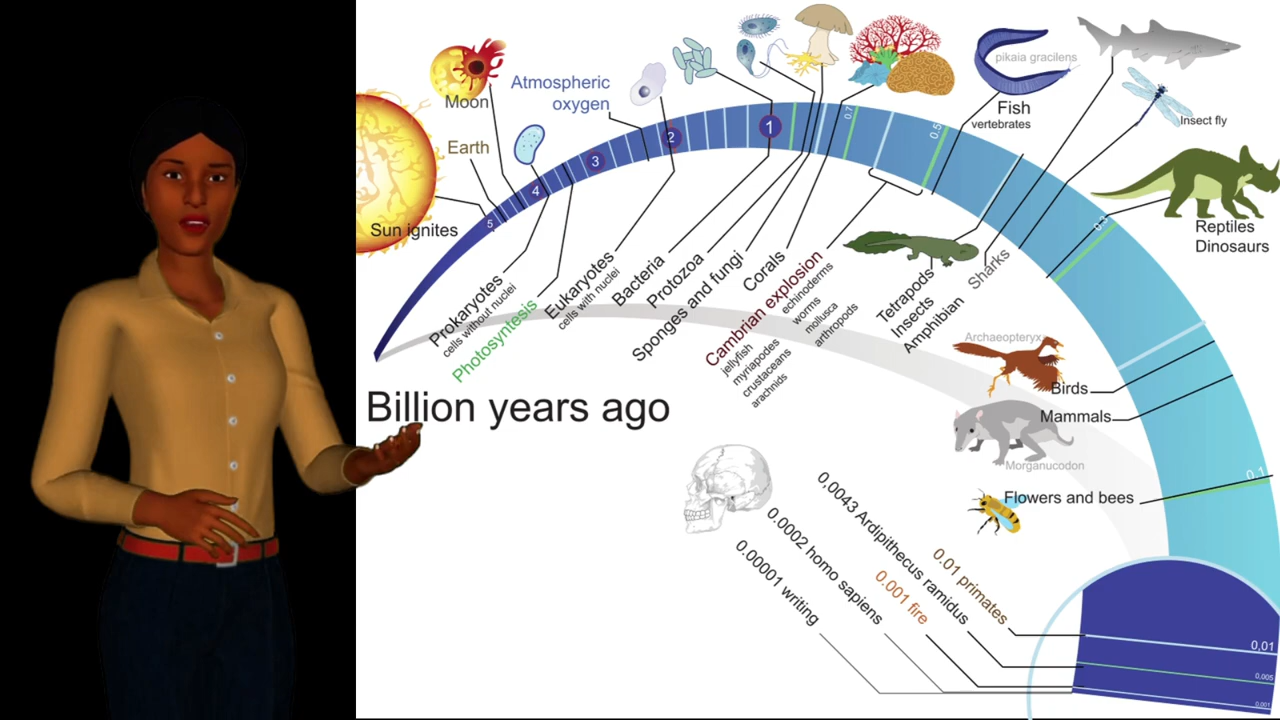 Moon
Atmospheric
oxygen
Earth
Sun ignites
5
4
3
2
1
0.7
0.5
pikaia gracilens
Fish
vertebrates
Insect fly
Reptiles
Dinosaurs
Prokaryotes
cells without nuclei
Photosyntesis
Eukaryotes
cells with nuclei
Bacteria
Protozoa
Sponges and fungi
Corals
Cambrian explosion
echinoderms
worms
mollusca
arthropods
jellyfish
myriapodes
crustaceans
arachnids
Tetrapods
Insects
Amphibian
Sharks
Billion years ago
Archaeopteryx
Birds
Mammals
Morganucodon
0.1
Flowers and bees
0.01 primates
0,0043 Ardipithecus ramidus
0.001 fire
0.0002 homo sapiens
0.00001 writing
0,01
0.005
0.001